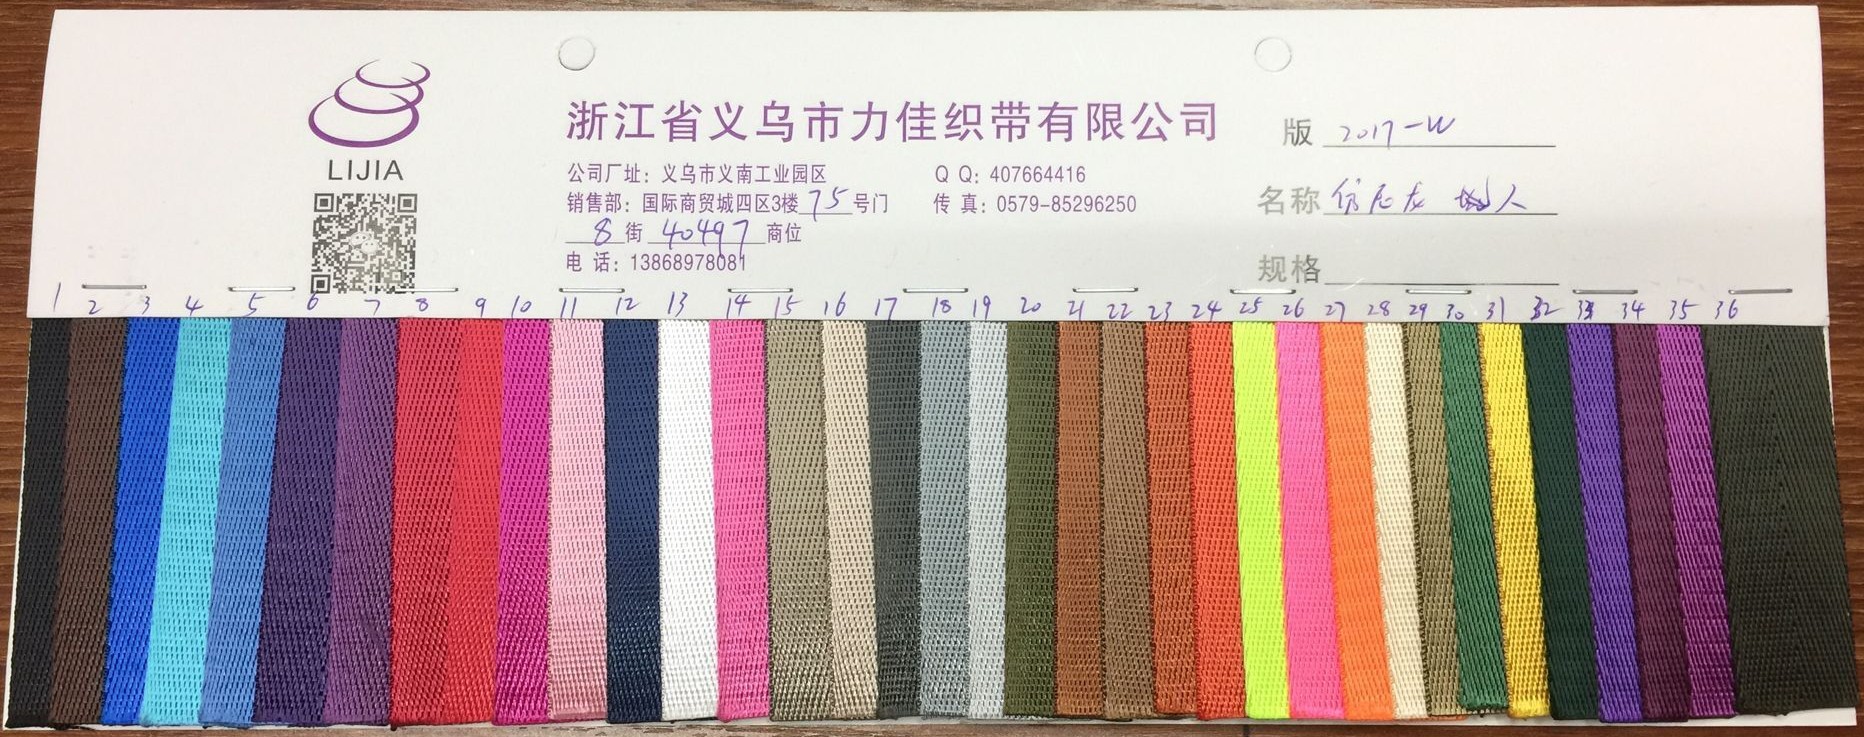 浙江省义乌市力佳织带有限公司
LIJIA
公司厂址: 义乌市义南工业园区
销售部: 国际商贸城四区3楼 75 号门
8 街 40497 商位
电 话: 13868978081
Q Q: 407664416
传 真: 0579-85296250
版 2017-W
名称 仿尼龙 人
规格
1 2 3 4 5 6 7 8 9 10 11 12 13 14 15 16 17 18 19 20 21 22 23 24 25 26 27 28 29 30 31 32 33 34 35 36